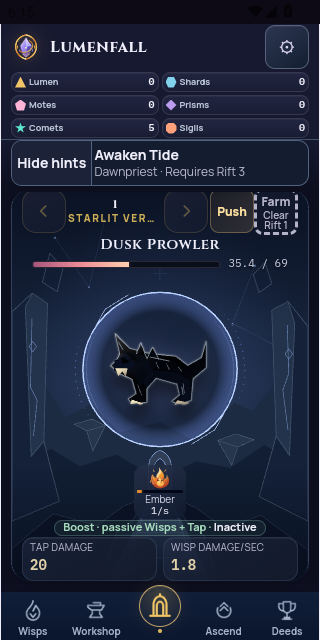 LUMENFALL
Lumen 0
Shards 0
Motes 0
Prisms 0
Comets 5
Sigils 0
Hide hints
Awaken Tide
Dawnpriest · Requires Rift 3
1
STARLIT VER…
Push
Farm
Clear
Rift 1
DUSK PROWLER
35.4 / 69
Ember
1/s
Boost · passive Wisps + Tap · Inactive
TAP DAMAGE
20
WISP DAMAGE/SEC
1.8
Wisps
Workshop
Ascend
Deeds